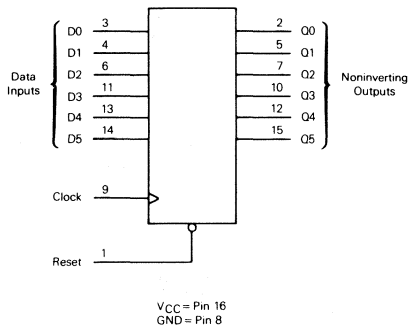 D0 3 2 Q0
D1 4 5 Q1
Data Inputs
D2 6 7 Q2
Noninverting Outputs
D3 11 10 Q3
D4 13 12 Q4
D5 14 15 Q5
Clock 9
Reset 1
VCC = Pin 16
GND = Pin 8